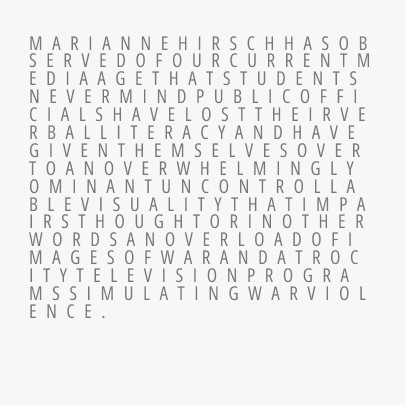 MARIANNEHIRSCHHASOB
SERVEDOFOURCURRENTM
EDIAAGETHATSTUDENTS
NEVERMINDPUBLICOFFI
CIALSHAVELOSTTHEIRVE
RBALLITERACYANDHAVE
GIVENTHEMSELVESOVER
TOANOVERWHELMINGLY
OMINANTUNCONTROLLA
BLEVISUALITYTHATIMPA
IRSTHOUGHTORINOTHER
WORDSANOVERLOADOFI
MAGESOFWARANDATROC
ITYTELEVISIONPROGRA
MSSIMULATINGWARVIOL
ENCE.